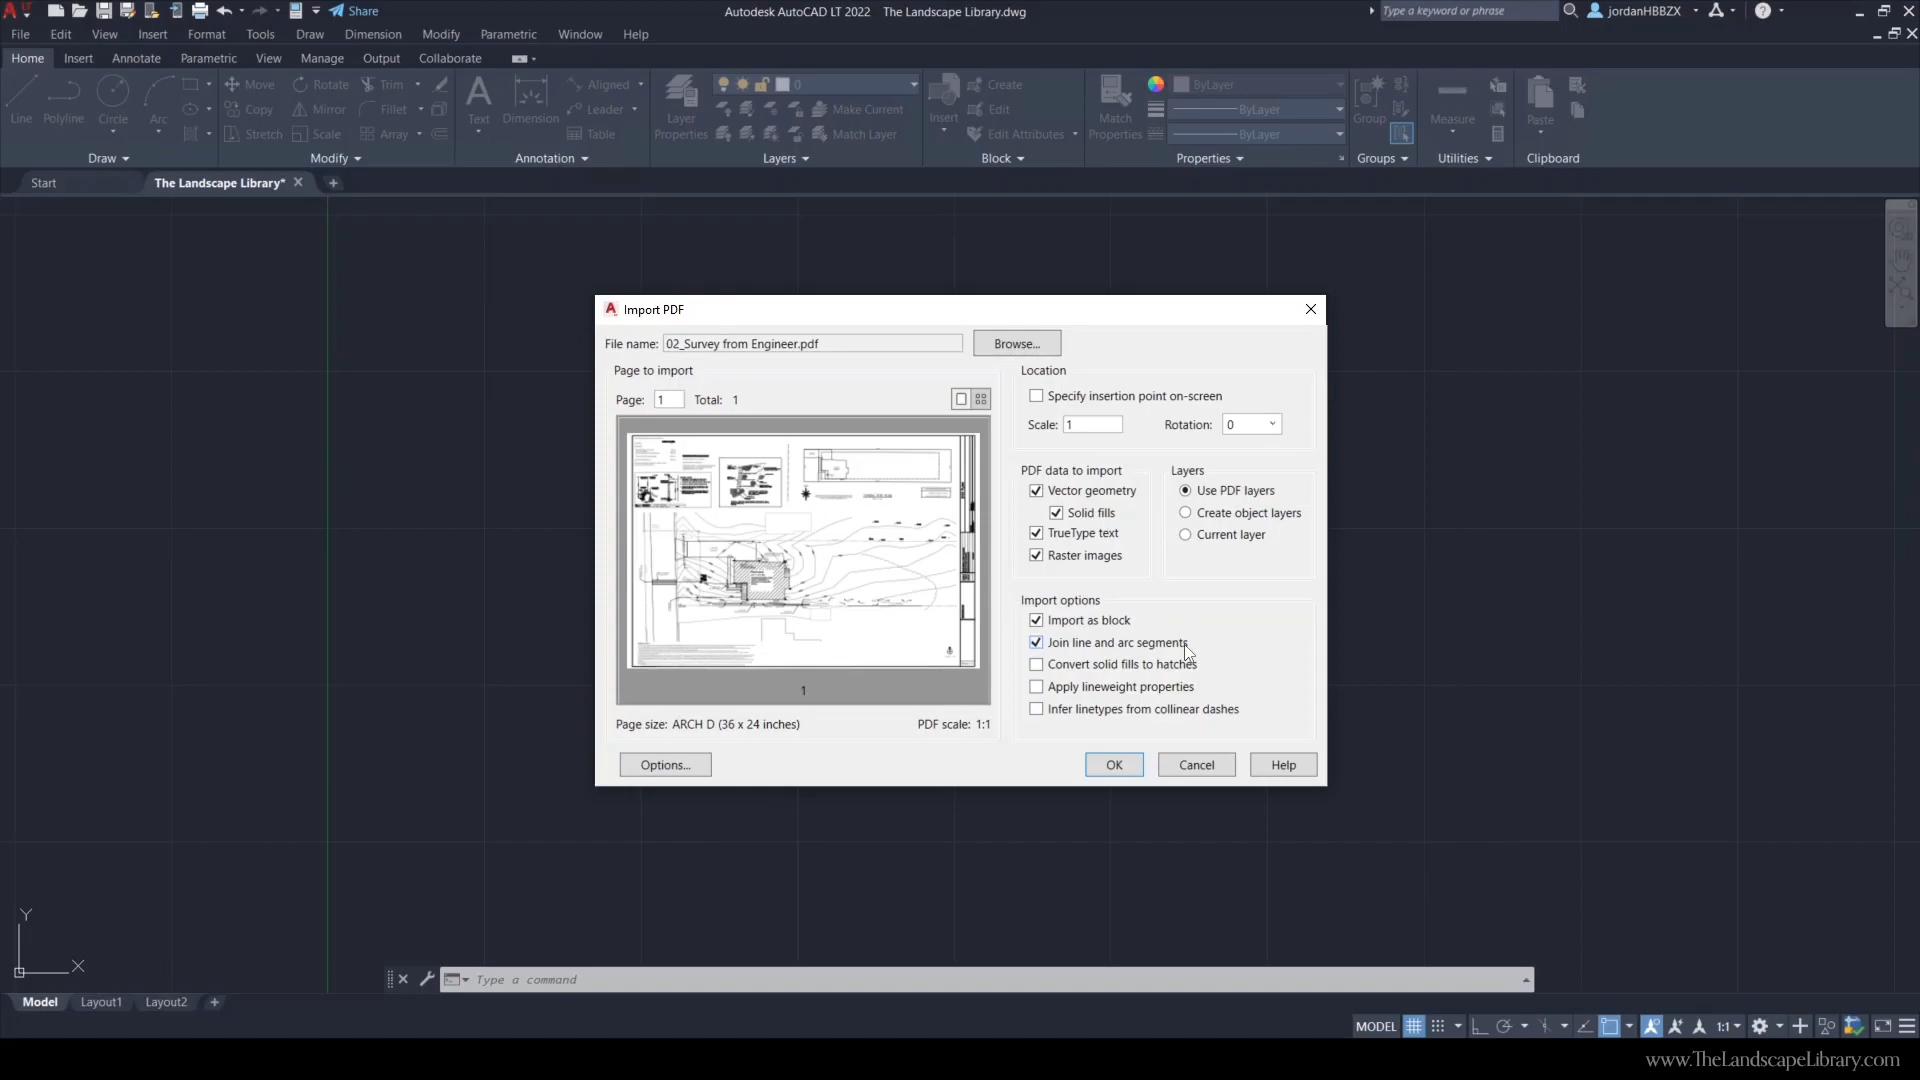 LT
Share
Autodesk AutoCAD LT 2022 The Landscape Library.dwg
Type a keyword or phrase
jordanHBBZX
File Edit View Insert Format Tools Draw Dimension Modify Parametric Window Help
Home Insert Annotate Parametric View Manage Output Collaborate
Line Polyline Circle Arc
Move Rotate Trim
Copy Mirror Fillet
Stretch Scale Array
Text Dimension
Aligned
Leader
Table
Layer Properties
0
Make Current
Match Layer
Insert
Create
Edit
Edit Attributes
Match Properties
ByLayer
ByLayer
ByLayer
Group
Measure
Paste
Draw Modify Annotation Layers Block Properties Groups Utilities Clipboard
Start The Landscape Library*
Import PDF
File name: 02_Survey from Engineer.pdf Browse...
Page to import
Page: 1 Total: 1
1
Page size: ARCH D (36 x 24 inches) PDF scale: 1:1
Location
Specify insertion point on-screen
Scale: 1 Rotation: 0
PDF data to import
Vector geometry
Solid fills
TrueType text
Raster images
Layers
Use PDF layers
Create object layers
Current layer
Import options
Import as block
Join line and arc segments
Convert solid fills to hatches
Apply lineweight properties
Infer linetypes from collinear dashes
Options... OK Cancel Help
Y
X
Type a command
Model Layout1 Layout2
MODEL 1:1
www.TheLandscapeLibrary.com